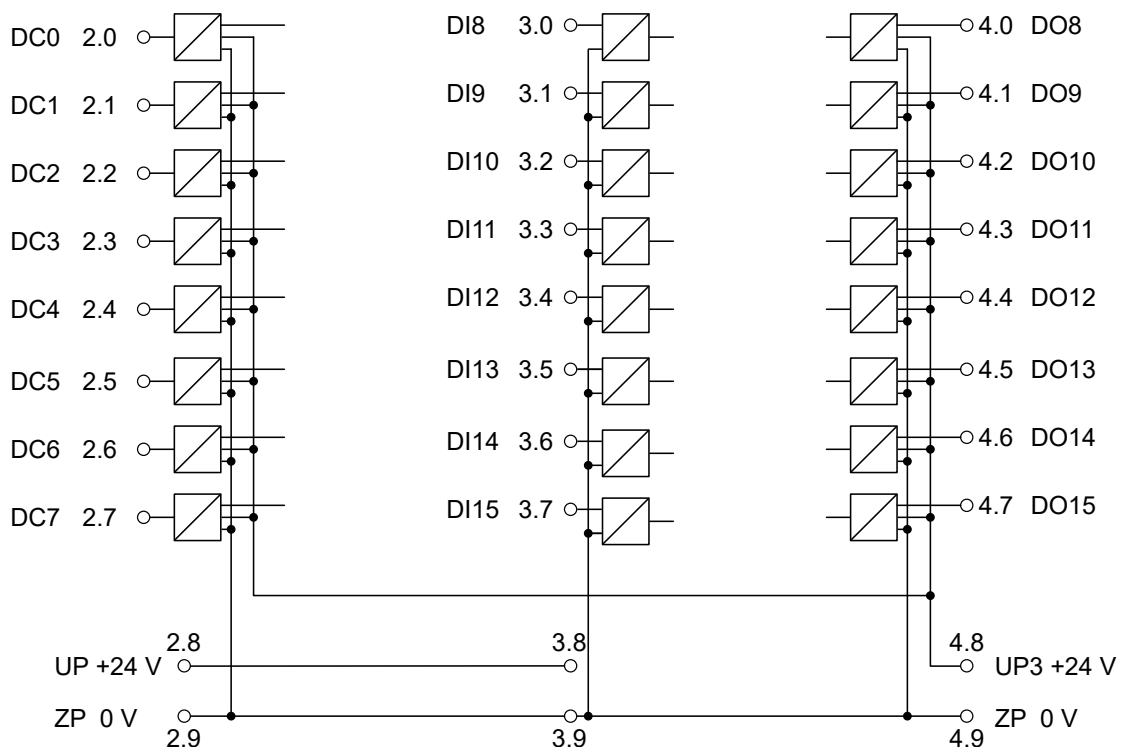 DC0 2.0 DI8 3.0 4.0 DO8
DC1 2.1 DI9 3.1 4.1 DO9
DC2 2.2 DI10 3.2 4.2 DO10
DC3 2.3 DI11 3.3 4.3 DO11
DC4 2.4 DI12 3.4 4.4 DO12
DC5 2.5 DI13 3.5 4.5 DO13
DC6 2.6 DI14 3.6 4.6 DO14
DC7 2.7 DI15 3.7 4.7 DO15
2.8 3.8 4.8
UP +24 V UP3 +24 V
ZP 0 V ZP 0 V
2.9 3.9 4.9